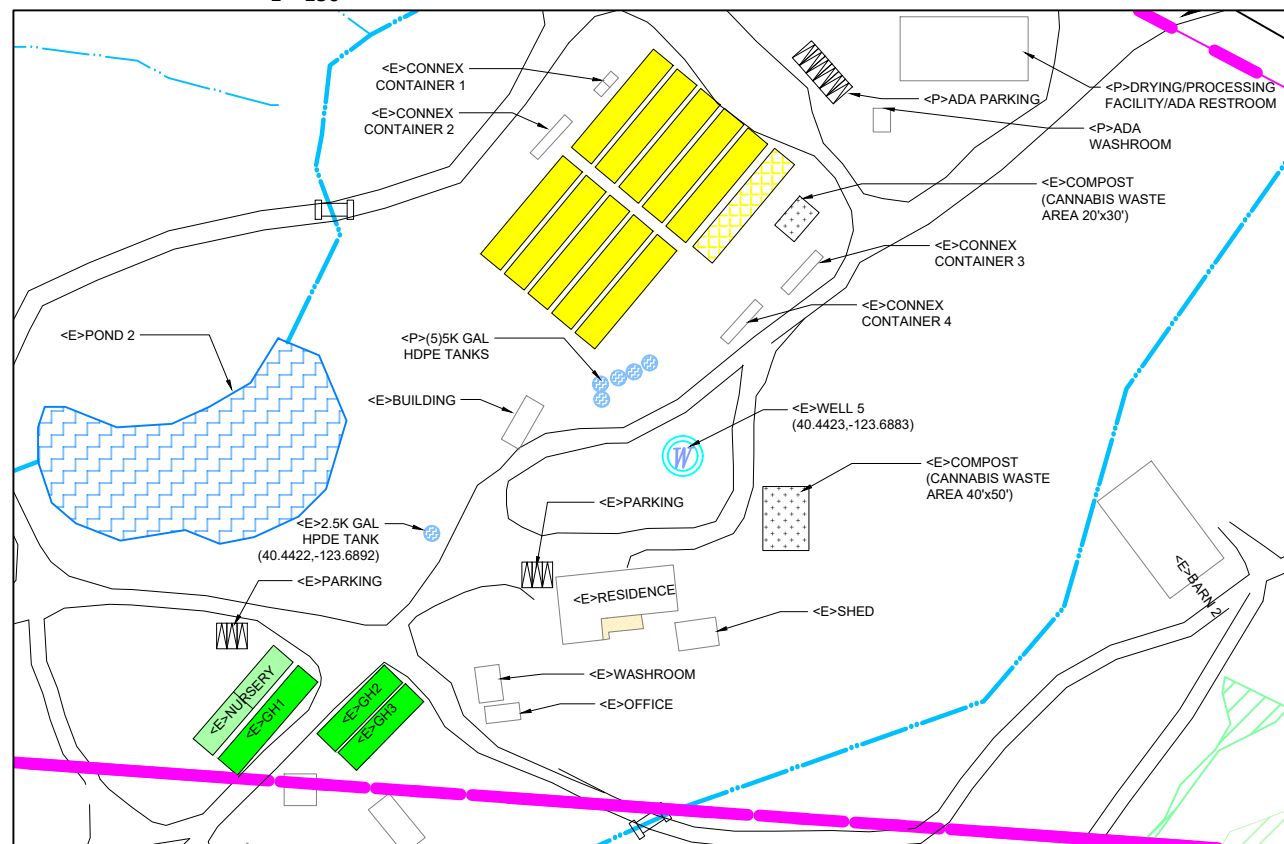 <E>CONNEX
CONTAINER 1
<E>CONNEX
CONTAINER 2
<P>ADA PARKING
<P>DRYING/PROCESSING
FACILITY/ADA RESTROOM
<P>ADA
WASHROOM
<E>COMPOST
(CANNABIS WASTE
AREA 20'x30')
<E>CONNEX
CONTAINER 3
<E>CONNEX
CONTAINER 4
<E>POND 2
<P>(5)5K GAL
HDPE TANKS
<E>BUILDING
<E>WELL 5
(40.4423,-123.6883)
W
<E>COMPOST
(CANNABIS WASTE
AREA 40'x50')
<E>PARKING
<E>2.5K GAL
HPDE TANK
(40.4422,-123.6892)
<E>PARKING
<E>RESIDENCE
<E>BARN 2
<E>SHED
<E>WASHROOM
<E>OFFICE
<E>NURSERY
<E>GH1
<E>GH2
<E>GH3